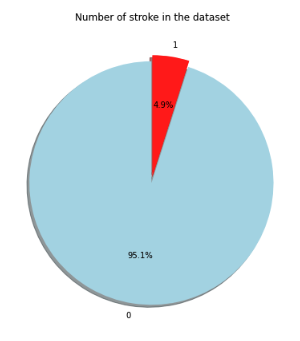 Number of stroke in the dataset
1
4.9%
95.1%
0